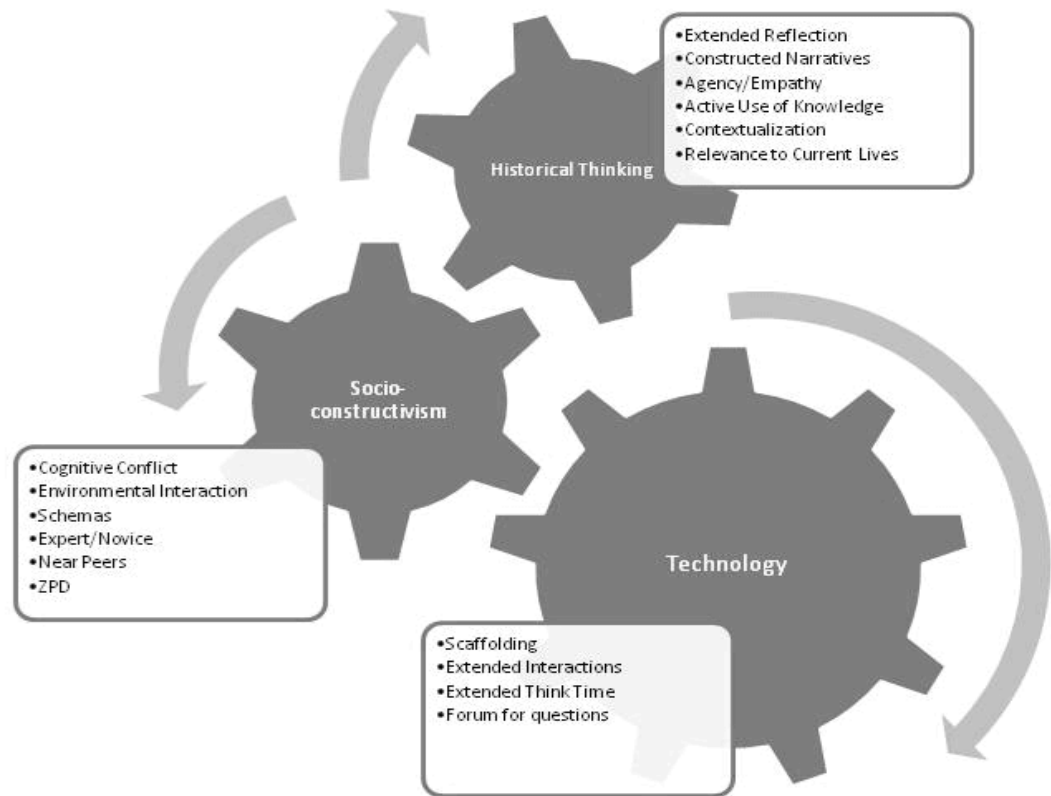 •Extended Reflection
•Constructed Narratives
•Agency/Empathy
•Active Use of Knowledge
•Contextualization
•Relevance to Current Lives
Historical Thinking
Socio-
constructivism
•Cognitive Conflict
•Environmental Interaction
•Schemas
•Expert/Novice
•Near Peers
•ZPD
Technology
•Scaffolding
•Extended Interactions
•Extended Think Time
•Forum for questions